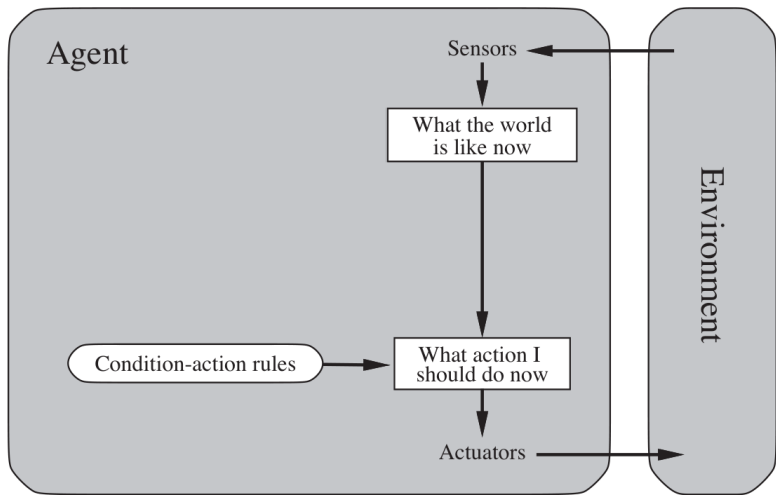 Agent
Sensors
What the world
is like now
Environment
Condition-action rules
What action I
should do now
Actuators